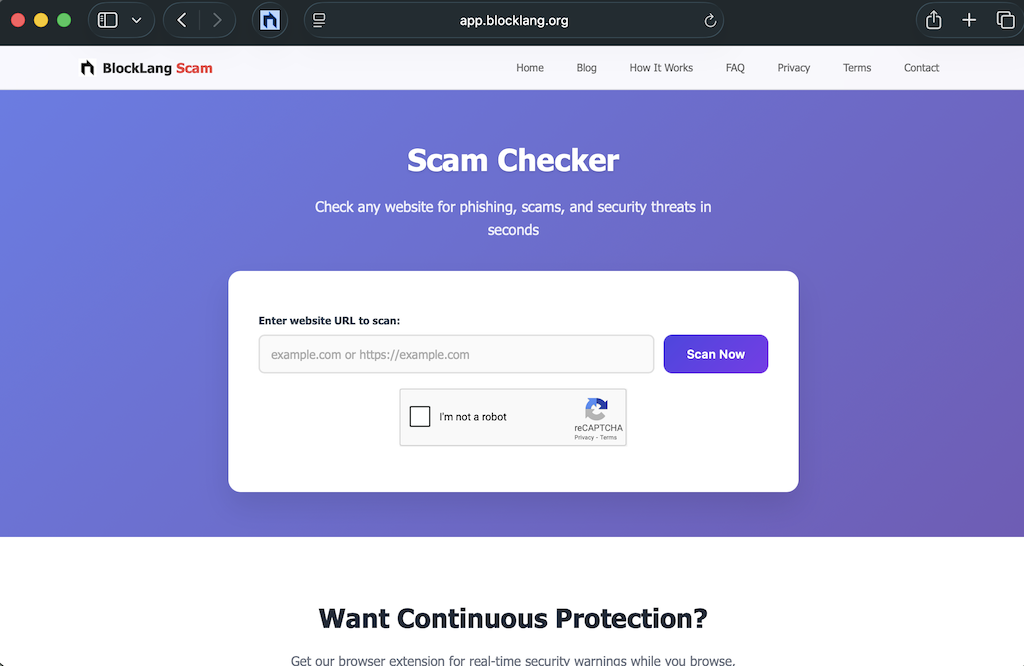 app.blocklang.org
BlockLang Scam
Home Blog How It Works FAQ Privacy Terms Contact
Scam Checker
Check any website for phishing, scams, and security threats in
seconds
Enter website URL to scan:
example.com or https://example.com
Scan Now
I'm not a robot
reCAPTCHA
Privacy - Terms
Want Continuous Protection?
Get our browser extension for real-time security warnings while you browse.